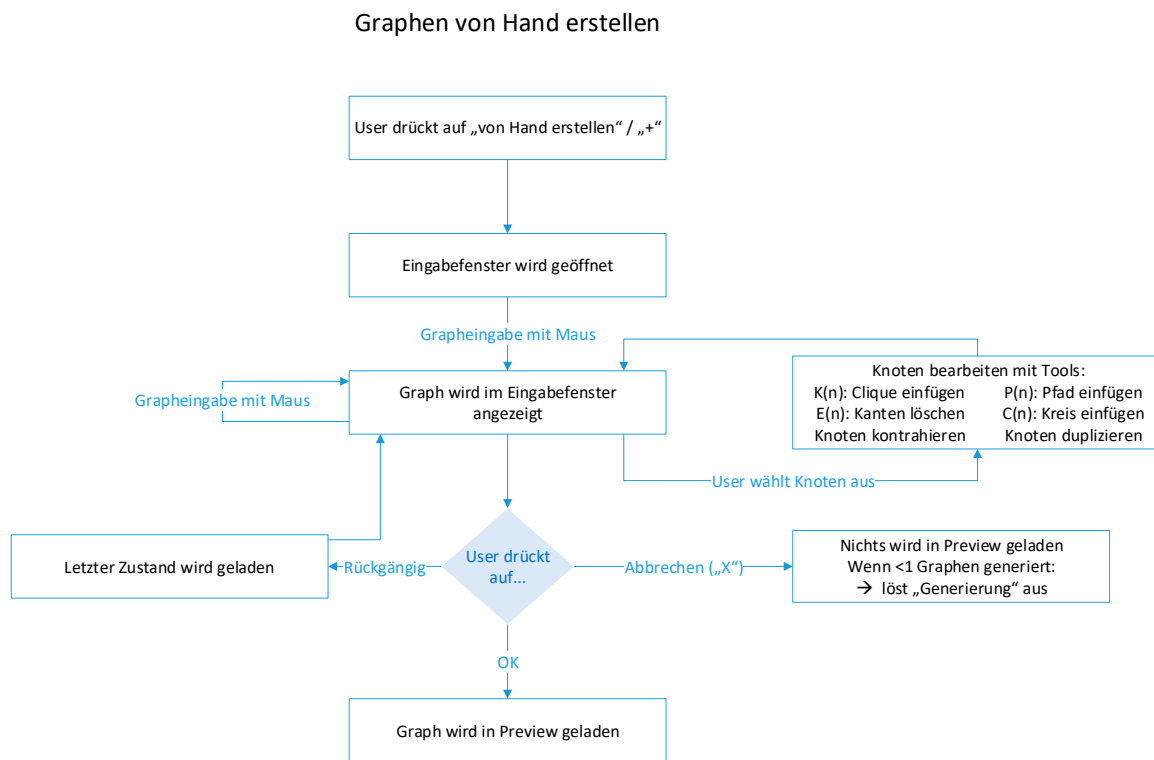 Graphen von Hand erstellen
User drückt auf „von Hand erstellen“ / „+“
Eingabefenster wird geöffnet
Grapheingabe mit Maus
Graph wird im Eingabefenster
angezeigt
Grapheingabe mit Maus
Knoten bearbeiten mit Tools:
K(n): Clique einfügen P(n): Pfad einfügen
E(n): Kanten löschen C(n): Kreis einfügen
Knoten kontrahieren Knoten duplizieren
User wählt Knoten aus
Letzter Zustand wird geladen
Rückgängig
User drückt
auf...
Abbrechen („X“)
Nichts wird in Preview geladen
Wenn <1 Graphen generiert:
→ löst „Generierung“ aus
OK
Graph wird in Preview geladen